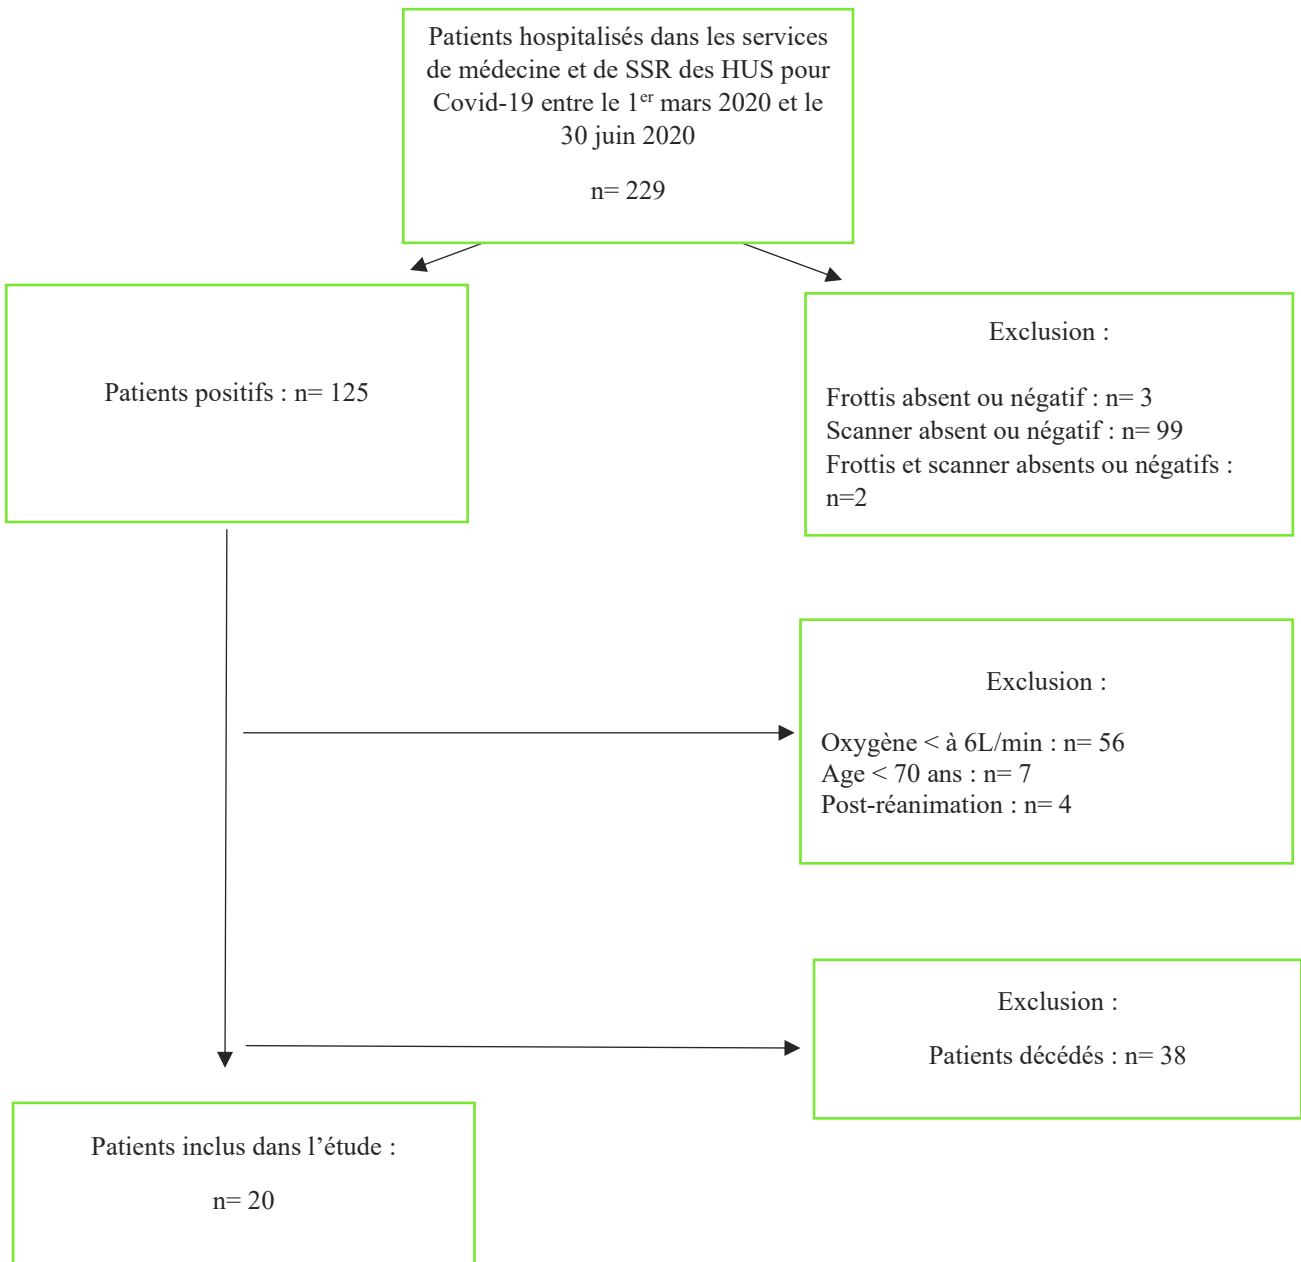 Patients hospitalisés dans les services
de médecine et de SSR des HUS pour
Covid-19 entre le 1er mars 2020 et le
30 juin 2020
n= 229
Patients positifs : n= 125
Exclusion :
Frottis absent ou négatif : n= 3
Scanner absent ou négatif : n= 99
Frottis et scanner absents ou négatifs :
n=2
Exclusion :
Oxygène < à 6L/min : n= 56
Age < 70 ans : n= 7
Post-réanimation : n= 4
Exclusion :
Patients décédés : n= 38
Patients inclus dans l’étude :
n= 20